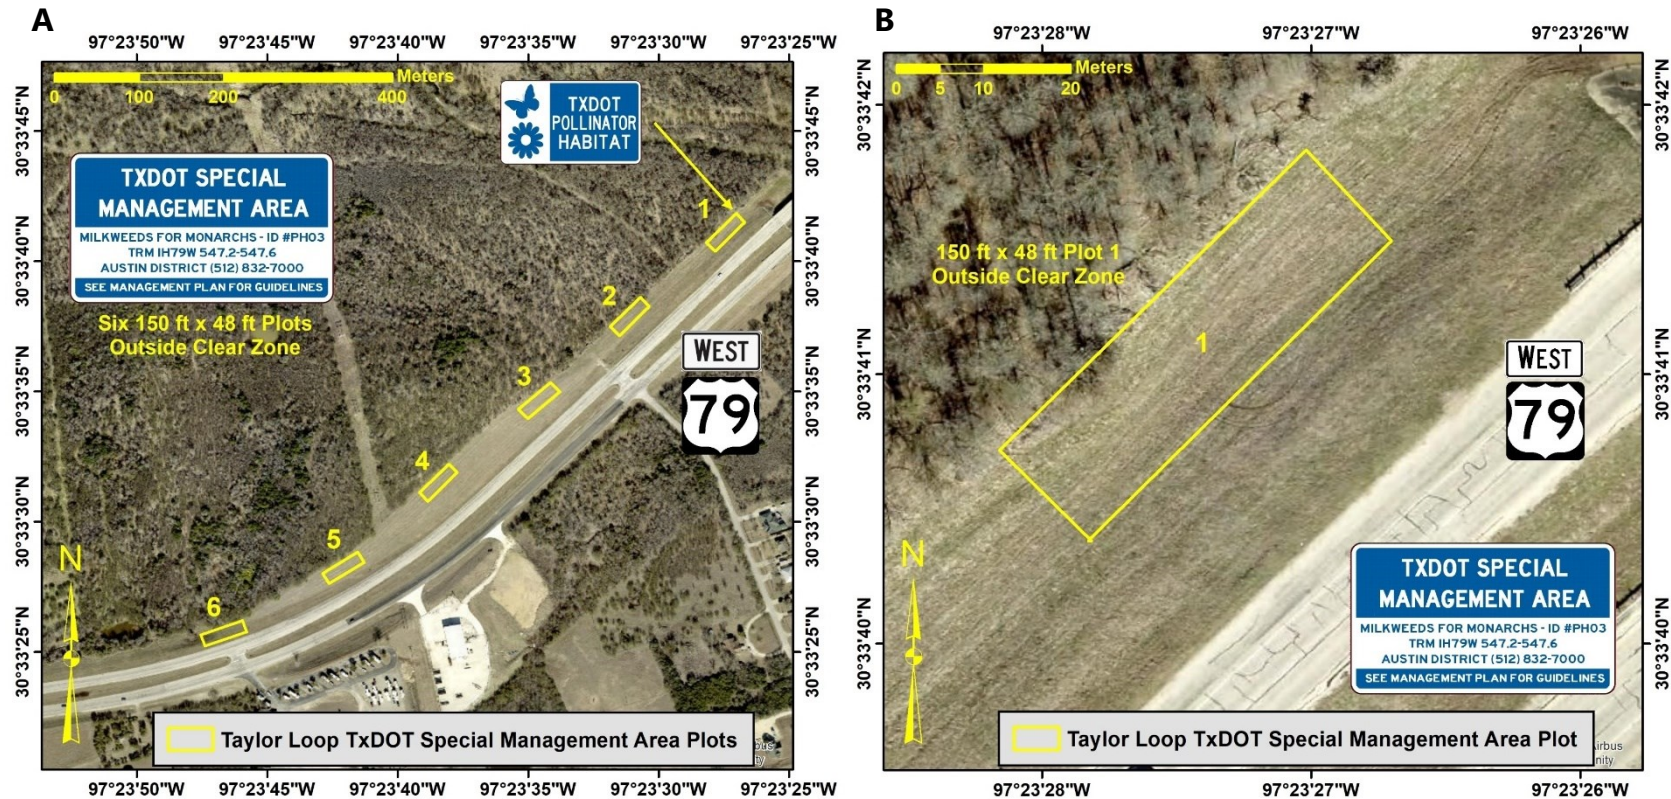 A
97°23'50"W 97°23'45"W 97°23'40"W 97°23'35"W 97°23'30"W 97°23'25"W
Meters
0 100 200 400
TXDOT
POLLINATOR
HABITAT
TXDOT SPECIAL
MANAGEMENT AREA
MILKWEEDS FOR MONARCHS - ID #PH03
TRM IH79W 547.2-547.6
AUSTIN DISTRICT (512) 832-7000
SEE MANAGEMENT PLAN FOR GUIDELINES
Six 150 ft x 48 ft Plots
Outside Clear Zone
1
2
3
4
5
6
WEST
79
N
30°33'45"N
30°33'40"N
30°33'35"N
30°33'30"N
30°33'25"N
30°33'45"N
30°33'40"N
30°33'35"N
30°33'30"N
30°33'25"N
Taylor Loop TxDOT Special Management Area Plots
97°23'50"W 97°23'45"W 97°23'40"W 97°23'35"W 97°23'30"W 97°23'25"W
B
97°23'28"W 97°23'27"W 97°23'26"W
Meters
0 5 10 20
150 ft x 48 ft Plot 1
Outside Clear Zone
1
WEST
79
N
TXDOT SPECIAL
MANAGEMENT AREA
MILKWEEDS FOR MONARCHS - ID #PH03
TRM IH79W 547.2-547.6
AUSTIN DISTRICT (512) 832-7000
SEE MANAGEMENT PLAN FOR GUIDELINES
30°33'42"N
30°33'41"N
30°33'40"N
30°33'42"N
30°33'41"N
30°33'40"N
Taylor Loop TxDOT Special Management Area Plot
97°23'28"W 97°23'27"W 97°23'26"W